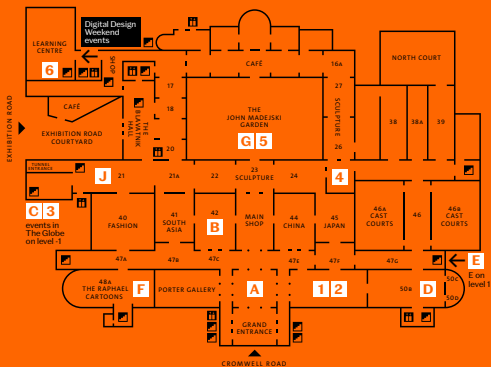 Digital Design
Weekend
events
LEARNING
CENTRE
6
SHOP
CAFÉ
16A
NORTH COURT
17
27
CAFÉ
18
THE
BLAVATNIK
HALL
THE
JOHN MADEJSKI
GARDEN
G 5
SCULPTURE
38
38A
39
EXHIBITION ROAD
EXHIBITION ROAD
COURTYARD
20
26
TUNNEL
ENTRANCE
J
21
21A
22
23
SCULPTURE
24
4
C 3
events in
The Globe
on level -1
40
FASHION
41
SOUTH
ASIA
42
B
MAIN
SHOP
44
CHINA
45
JAPAN
46A
CAST
COURTS
46
46B
CAST
COURTS
47A
47B
47C
47E
47F
47G
E
E on
level 1
48A
THE RAPHAEL
CARTOONS
F
PORTER GALLERY
A
1 2
50B
D
50C
50D
GRAND
ENTRANCE
CROMWELL ROAD